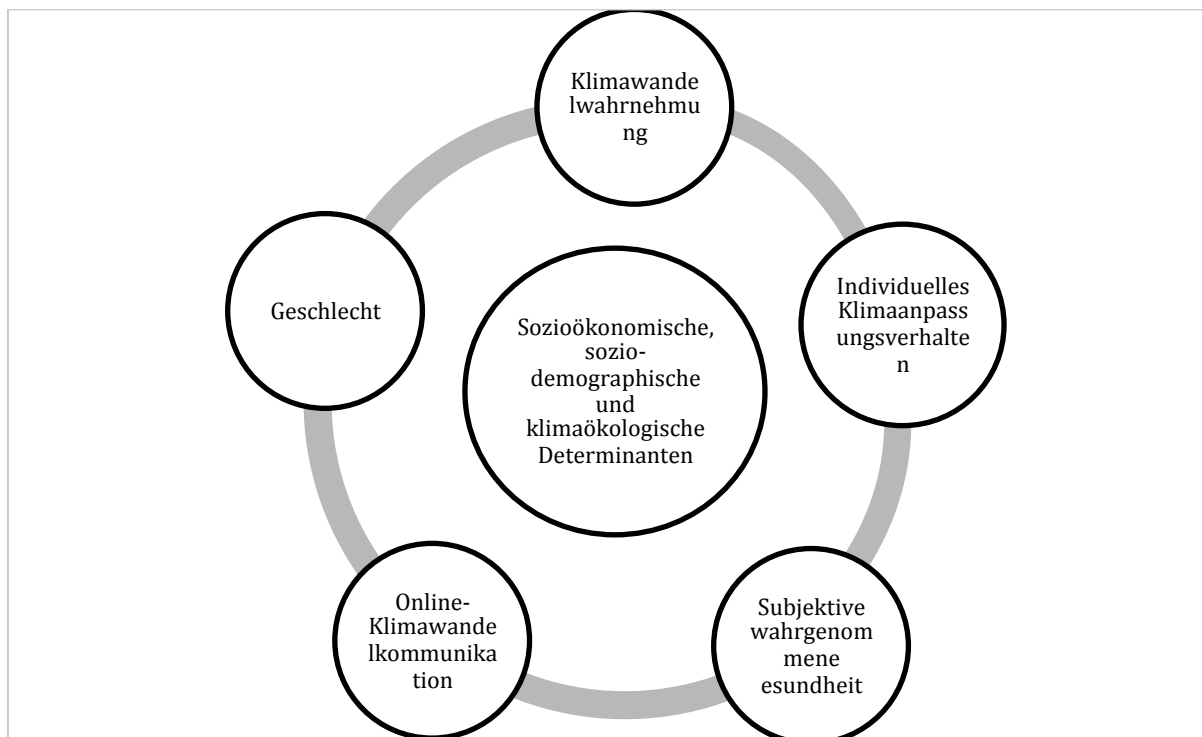 Klimawande
lwahrnehmu
ng
Individuelles
Klimaanpass
ungsverhalte
n
Geschlecht
Sozioökonomische,
sozio-
demographische
und
klimaökologische
Determinanten
Online-
Klimawande
lkommunika
tion
Subjektive
wahrgenom
mene
esundheit